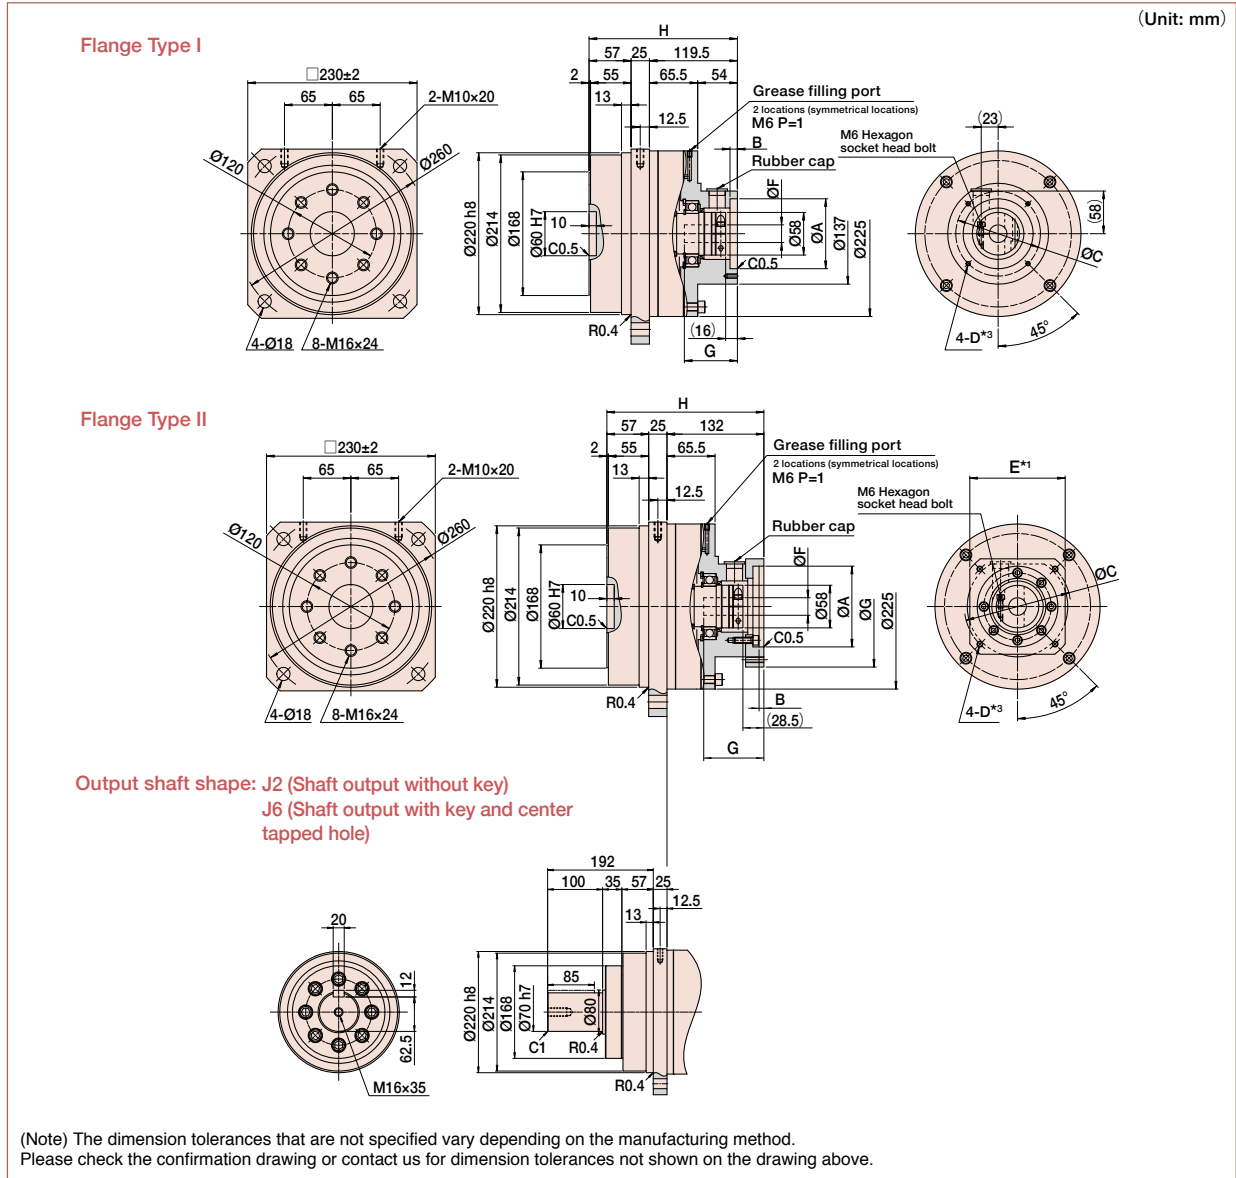 (Unit: mm)
Flange Type I
□230±2
65
65
2-M10×20
Ø120
Ø260
4-Ø18
8-M16×24
H
57
25
119.5
2
55
65.5
54
13
12.5
Grease filling port
2 locations (symmetrical locations)
M6 P=1
B
Rubber cap
Ø220 h8
Ø214
Ø168
Ø60 H7
10
C0.5
ØF
Ø58
ØA
Ø137
Ø225
C0.5
R0.4
(16)
G
(23)
M6 Hexagon
socket head bolt
(58)
ØC
45°
4-D*3
Flange Type II
□230±2
65
65
2-M10×20
Ø120
Ø260
4-Ø18
8-M16×24
H
57
25
132
2
55
65.5
13
12.5
Grease filling port
2 locations (symmetrical locations)
M6 P=1
Rubber cap
Ø220 h8
Ø214
Ø168
Ø60 H7
10
C0.5
ØF
Ø58
ØA
ØG
Ø225
C0.5
R0.4
B
(28.5)
G
E*1
M6 Hexagon
socket head bolt
ØC
45°
4-D*3
Output shaft shape: J2 (Shaft output without key)
J6 (Shaft output with key and center
tapped hole)
20
12
62.5
M16×35
192
100
35
57
25
12.5
13
85
Ø220 h8
Ø214
Ø168
Ø70 h7
Ø80
C1
R0.4
R0.4
(Note) The dimension tolerances that are not specified vary depending on the manufacturing method.
Please check the confirmation drawing or contact us for dimension tolerances not shown on the drawing above.